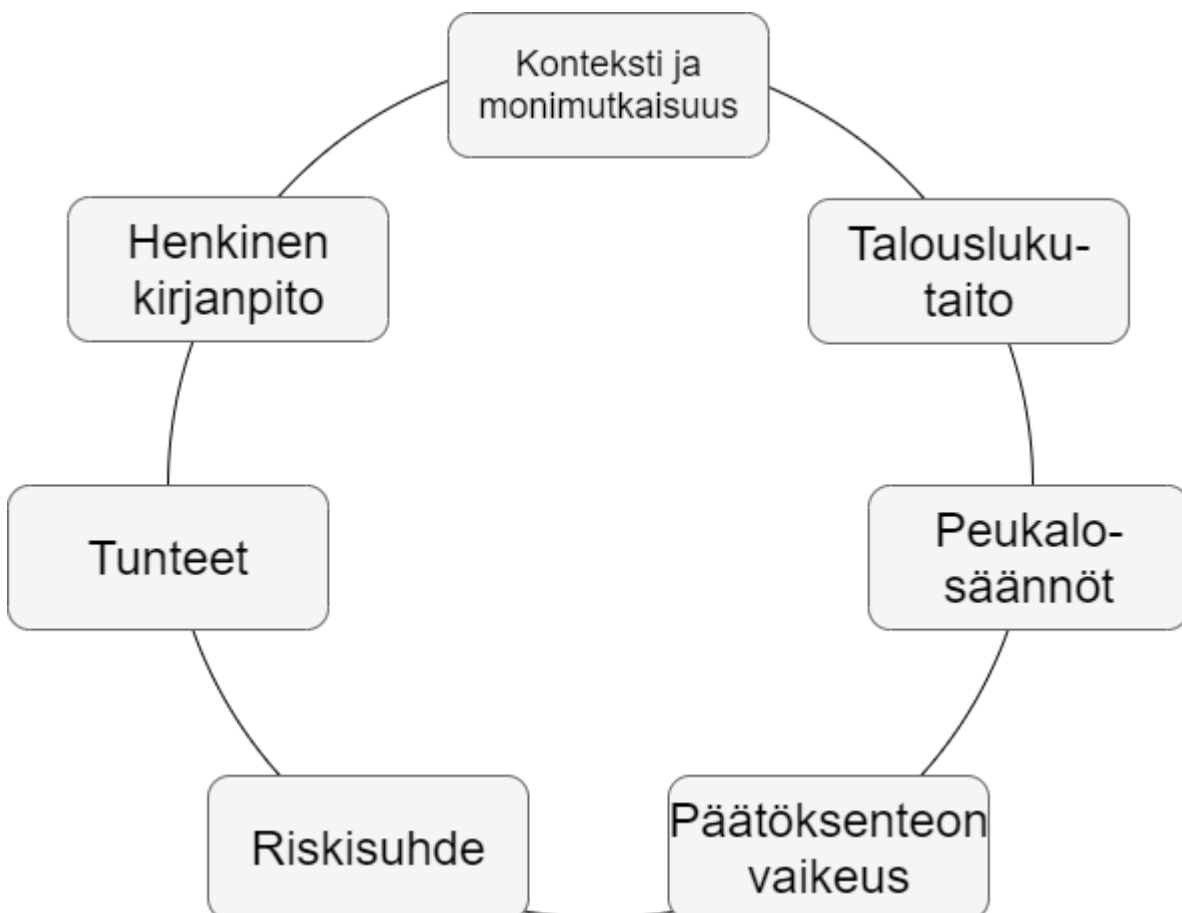 Konteksti ja
monimutkaisuus
Talousluku-
taito
Peukalo-
säännöt
Päätöksenteon
vaikeus
Riskisuhde
Tunteet
Henkinen
kirjanpito